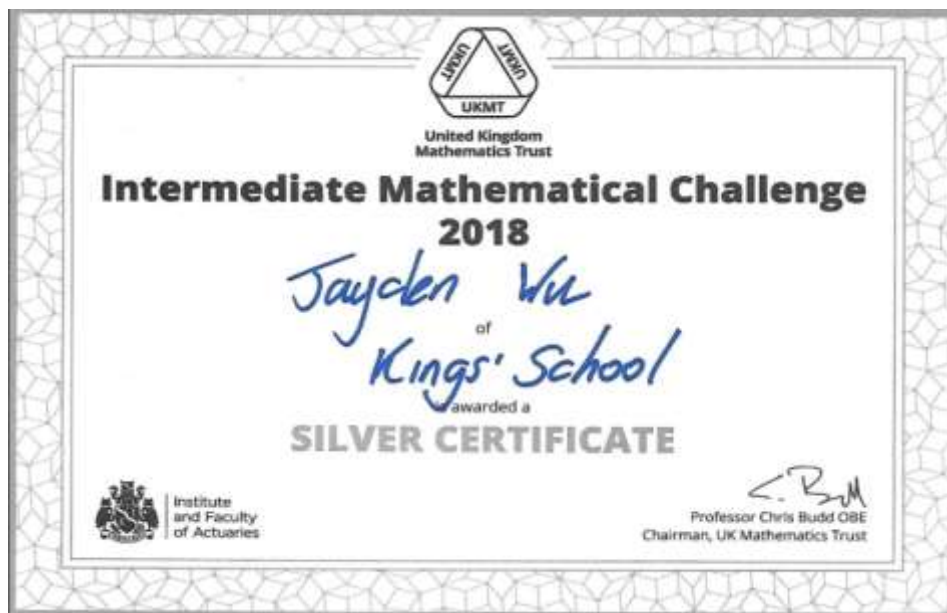 UKMT UKMT
UKMT
United Kingdom
Mathematics Trust
Intermediate Mathematical Challenge
2018
Jayden Wu
of
Kings' School
is awarded a
SILVER CERTIFICATE
Institute
and Faculty
of Actuaries
Professor Chris Budd OBE
Chairman, UK Mathematics Trust